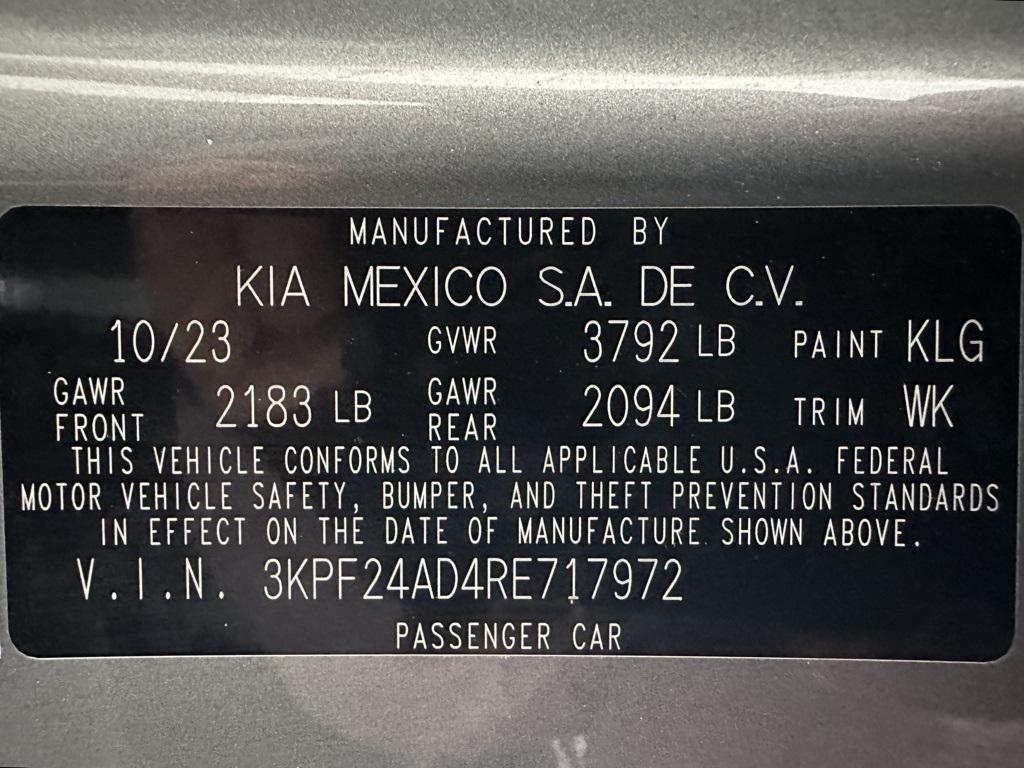 MANUFACTURED BY
KIA MEXICO S.A. DE C.V.
10/23 GVWR 3792 LB PAINT KLG
GAWR FRONT 2183 LB GAWR REAR 2094 LB TRIM WK
THIS VEHICLE CONFORMS TO ALL APPLICABLE U.S.A. FEDERAL
MOTOR VEHICLE SAFETY, BUMPER, AND THEFT PREVENTION STANDARDS
IN EFFECT ON THE DATE OF MANUFACTURE SHOWN ABOVE.
V.I.N. 3KPF24AD4RE717972
PASSENGER CAR